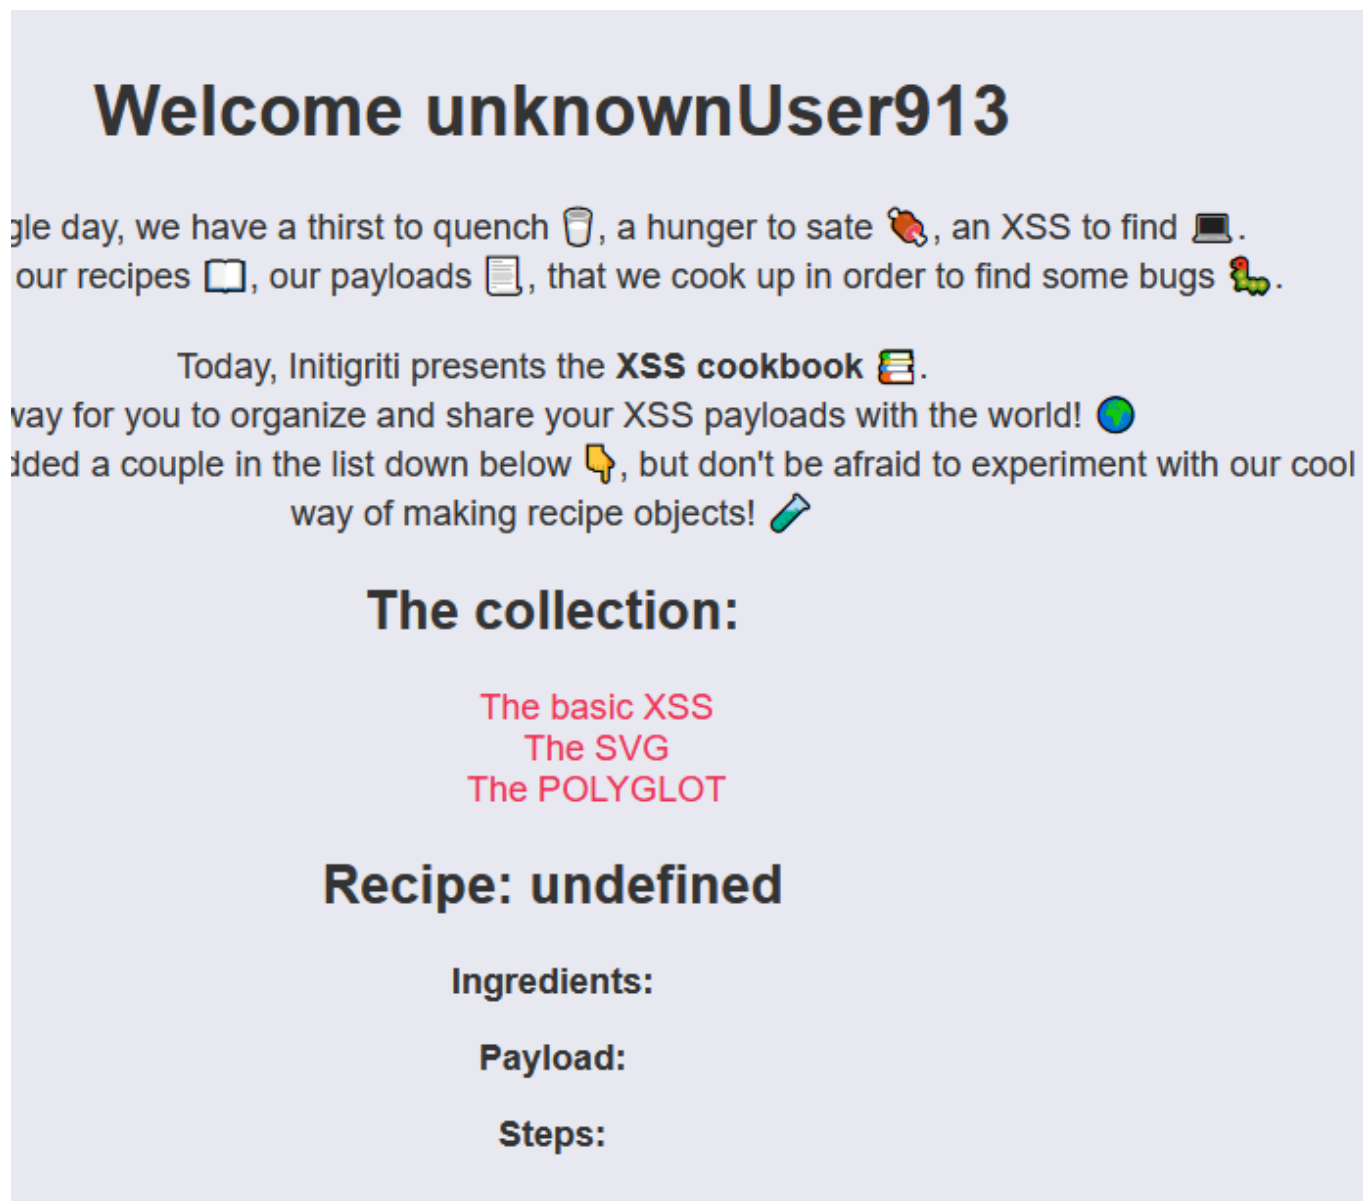 Welcome unknownUser913
gle day, we have a thirst to quench 🥛, a hunger to sate 🍖, an XSS to find 💻.
our recipes 📖, our payloads 📃, that we cook up in order to find some bugs 🐛.
Today, Initigriti presents the XSS cookbook 📚.
way for you to organize and share your XSS payloads with the world! 🌍
dded a couple in the list down below 👇, but don't be afraid to experiment with our cool
way of making recipe objects! 🧪
The collection:
The basic XSS
The SVG
The POLYGLOT
Recipe: undefined
Ingredients:
Payload:
Steps: